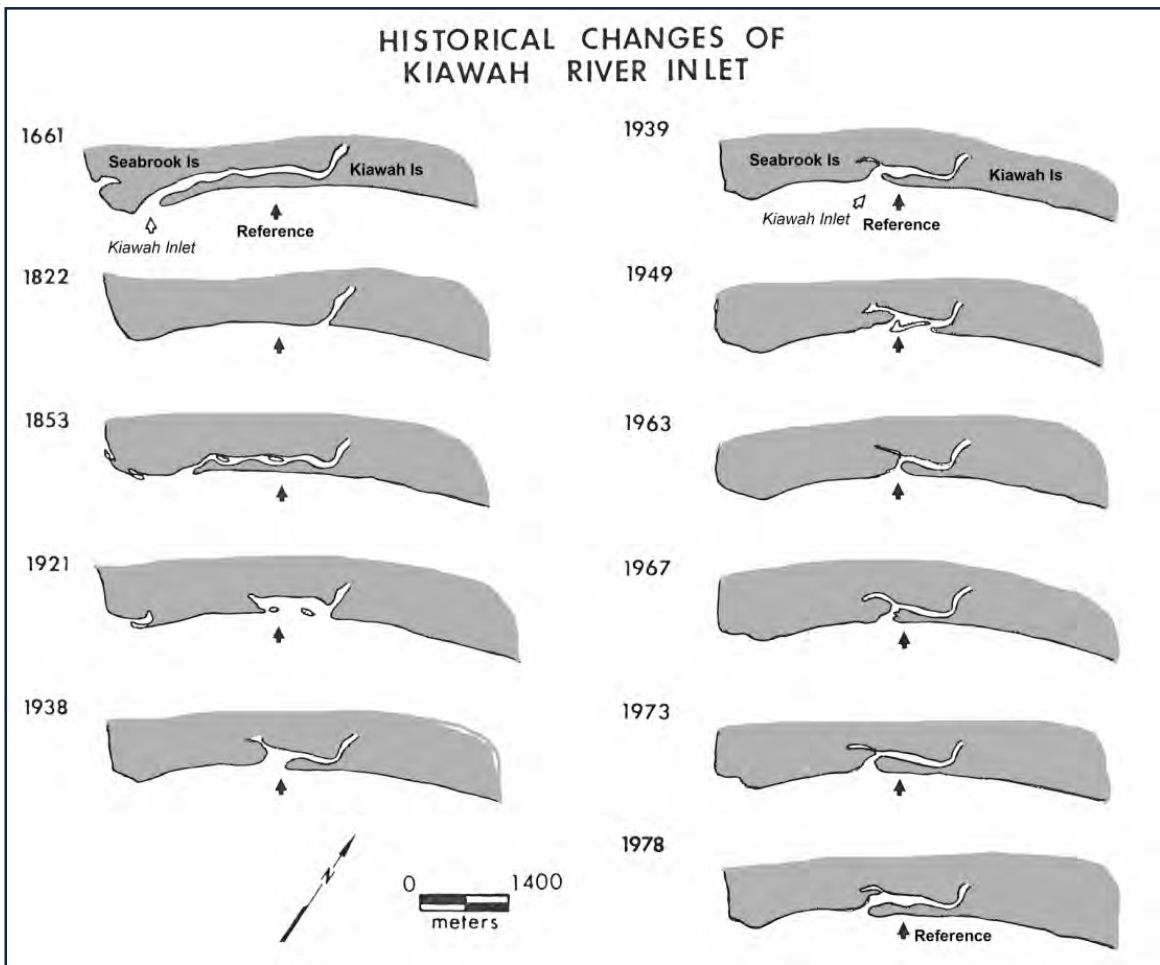 HISTORICAL CHANGES OF
KIAWAH RIVER INLET
1661
Seabrook Is
Kiawah Is
Kiawah Inlet
Reference
1822
1853
1921
1938
N
0 1400
meters
1939
Seabrook Is
Kiawah Is
Kiawah Inlet
Reference
1949
1963
1967
1973
1978
Reference